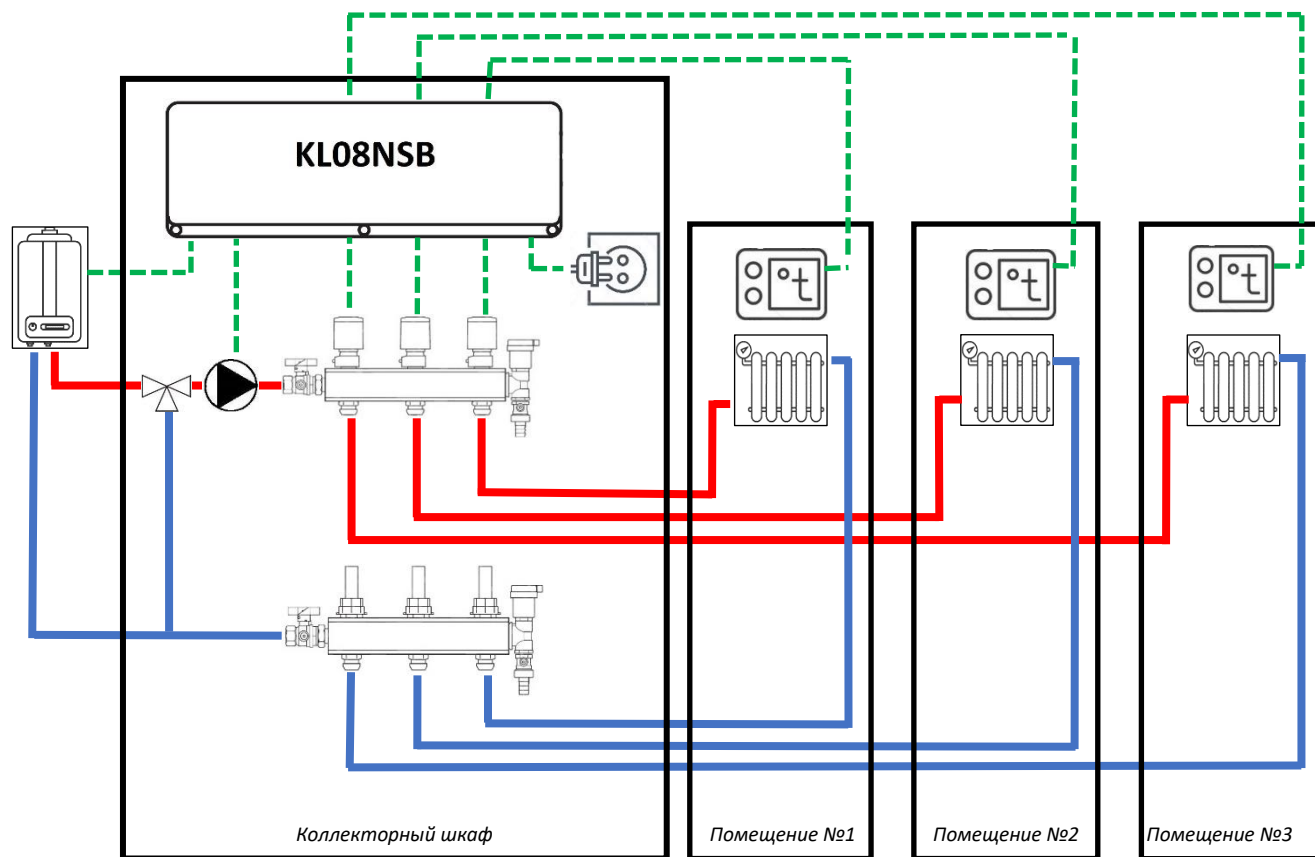 KL08NSB
°t
°t
°t
Коллекторный шкаф
Помещение №1
Помещение №2
Помещение №3